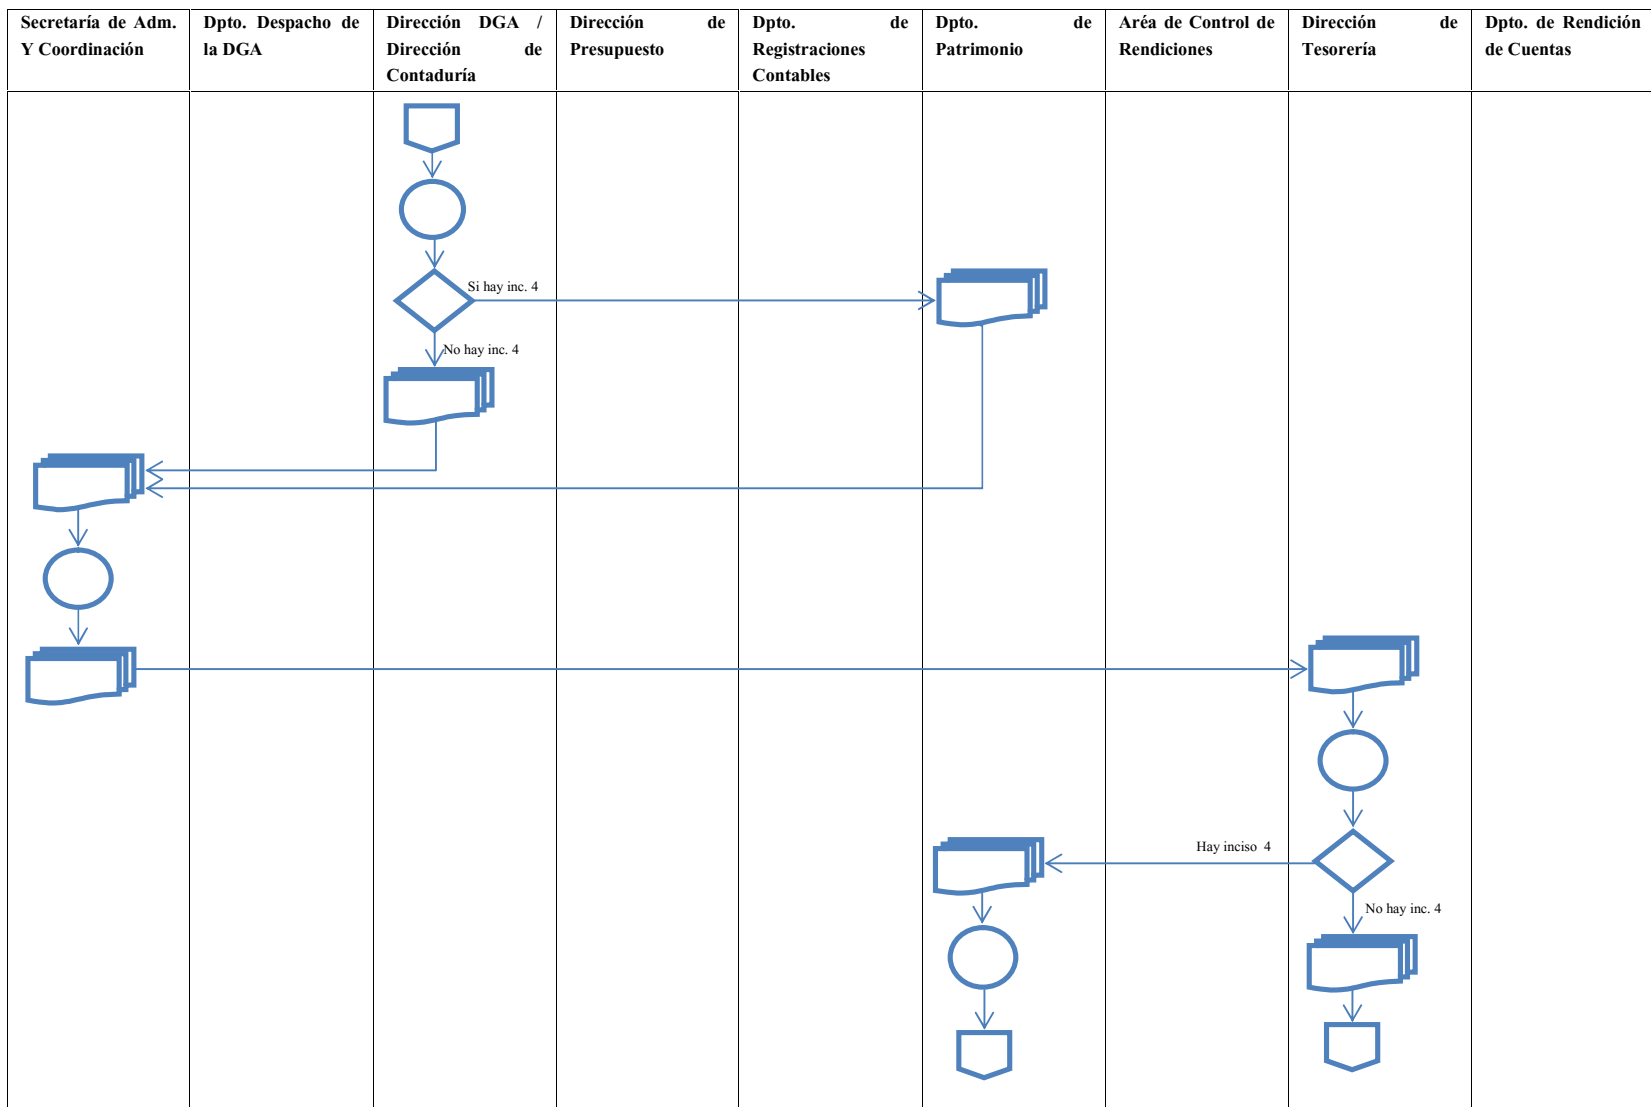 Secretaría de Adm.
Y Coordinación
Dpto. Despacho de
la DGA
Dirección DGA /
Dirección de
Contaduría
Dirección de
Presupuesto
Dpto. de
Registraciones
Contables
Dpto. de
Patrimonio
Aréa de Control de
Rendiciones
Dirección de
Tesorería
Dpto. de Rendición
de Cuentas
Si hay inc. 4
No hay inc. 4
Hay inciso 4
No hay inc. 4